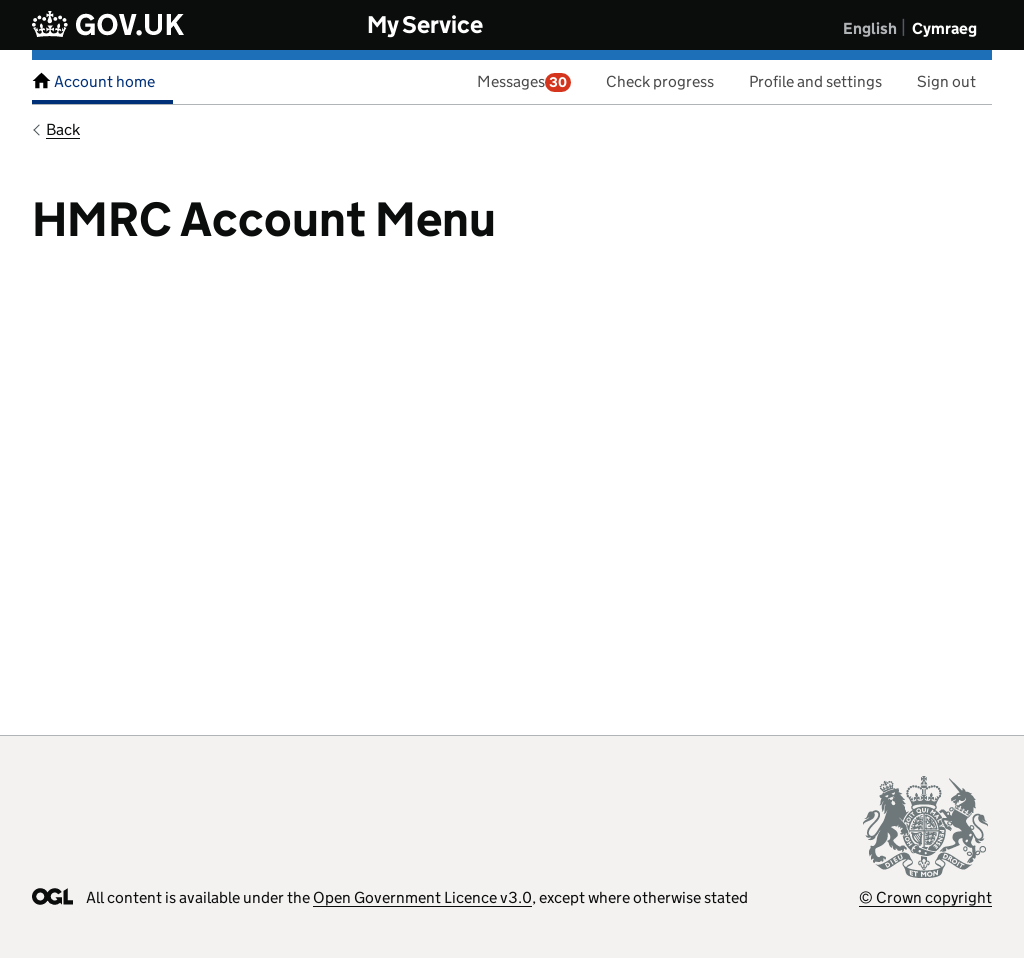 GOV.UK My Service English Cymraeg
Account home Messages 30 Check progress Profile and settings Sign out
Back
HMRC Account Menu
DIEU ET MON DROIT
OGL All content is available under the Open Government Licence v3.0, except where otherwise stated © Crown copyright